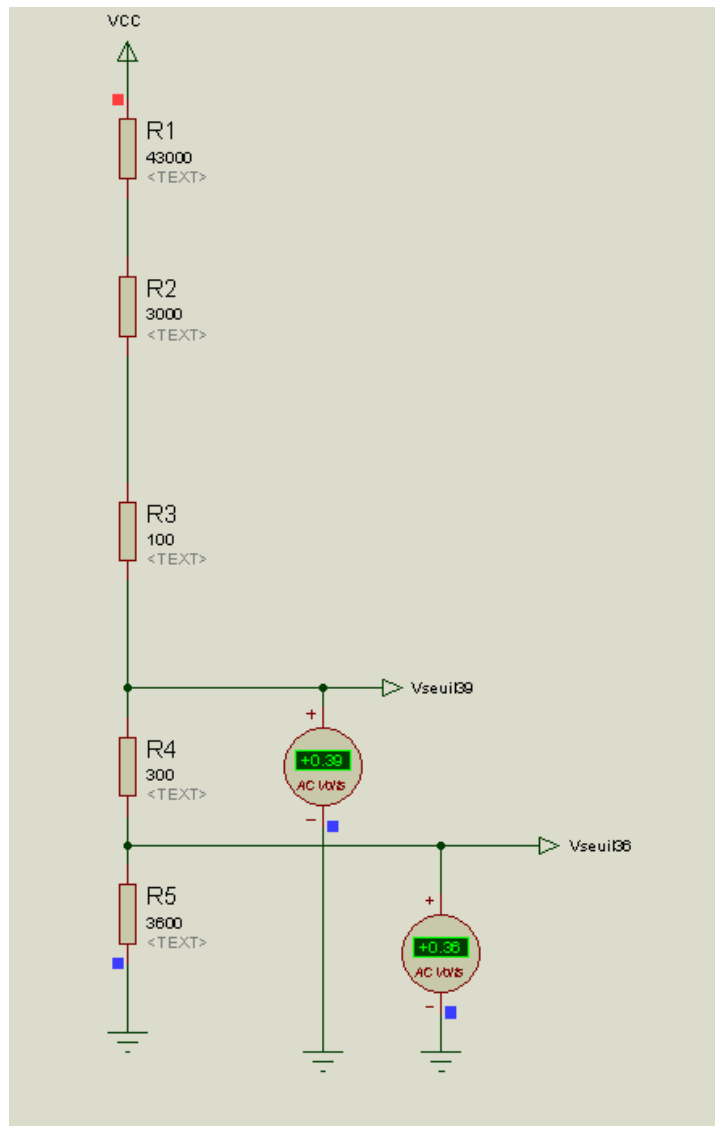 VCC
R1
43000
<TEXT>
R2
3000
<TEXT>
R3
100
<TEXT>
Vseuil39
+
R4
300
<TEXT>
+0.39
AC Volts
−
Vseuil36
R5
3600
<TEXT>
+
+0.36
AC Volts
−